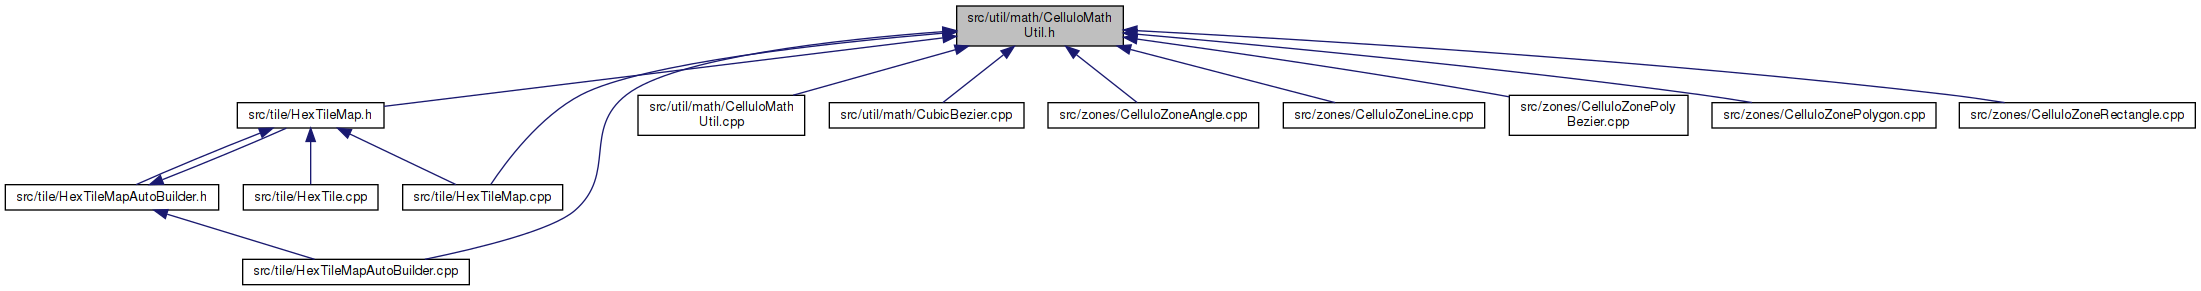 src/util/math/CelluloMath
Util.h
src/tile/HexTileMap.h
src/util/math/CelluloMath
Util.cpp
src/util/math/CubicBezier.cpp
src/zones/CelluloZoneAngle.cpp
src/zones/CelluloZoneLine.cpp
src/zones/CelluloZonePoly
Bezier.cpp
src/zones/CelluloZonePolygon.cpp
src/zones/CelluloZoneRectangle.cpp
src/tile/HexTileMapAutoBuilder.h
src/tile/HexTile.cpp
src/tile/HexTileMap.cpp
src/tile/HexTileMapAutoBuilder.cpp